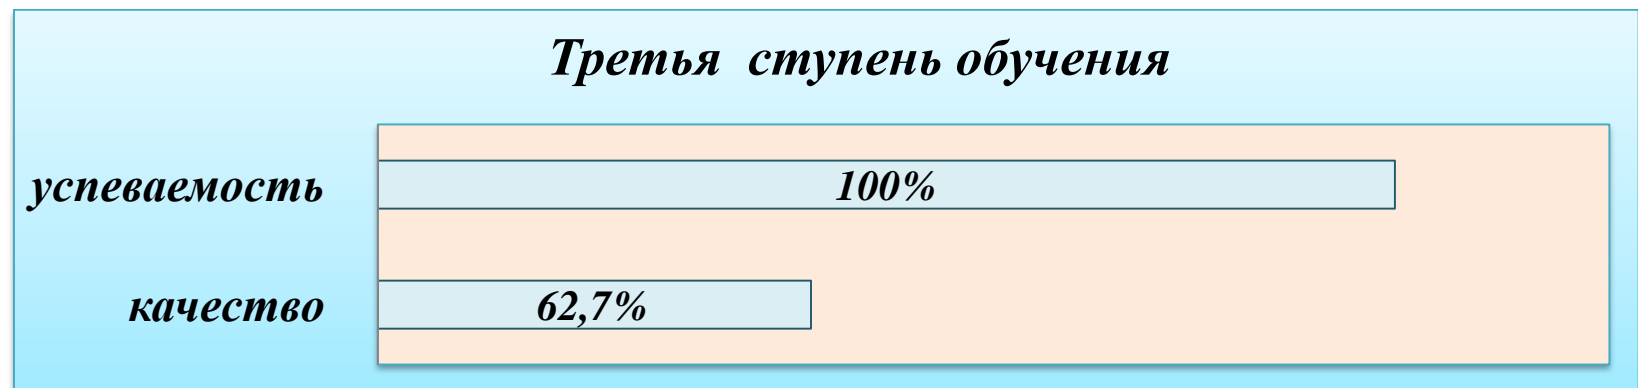 Третья ступень обучения
успеваемость 100%
качество 62,7%